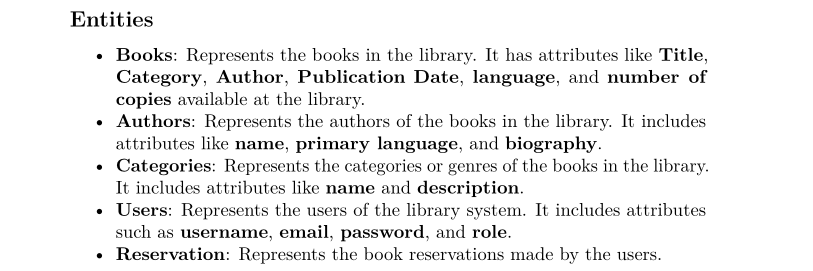 Entities
• Books: Represents the books in the library. It has attributes like Title,
Category, Author, Publication Date, language, and number of
copies available at the library.
• Authors: Represents the authors of the books in the library. It includes
attributes like name, primary language, and biography.
• Categories: Represents the categories or genres of the books in the library.
It includes attributes like name and description.
• Users: Represents the users of the library system. It includes attributes
such as username, email, password, and role.
• Reservation: Represents the book reservations made by the users.